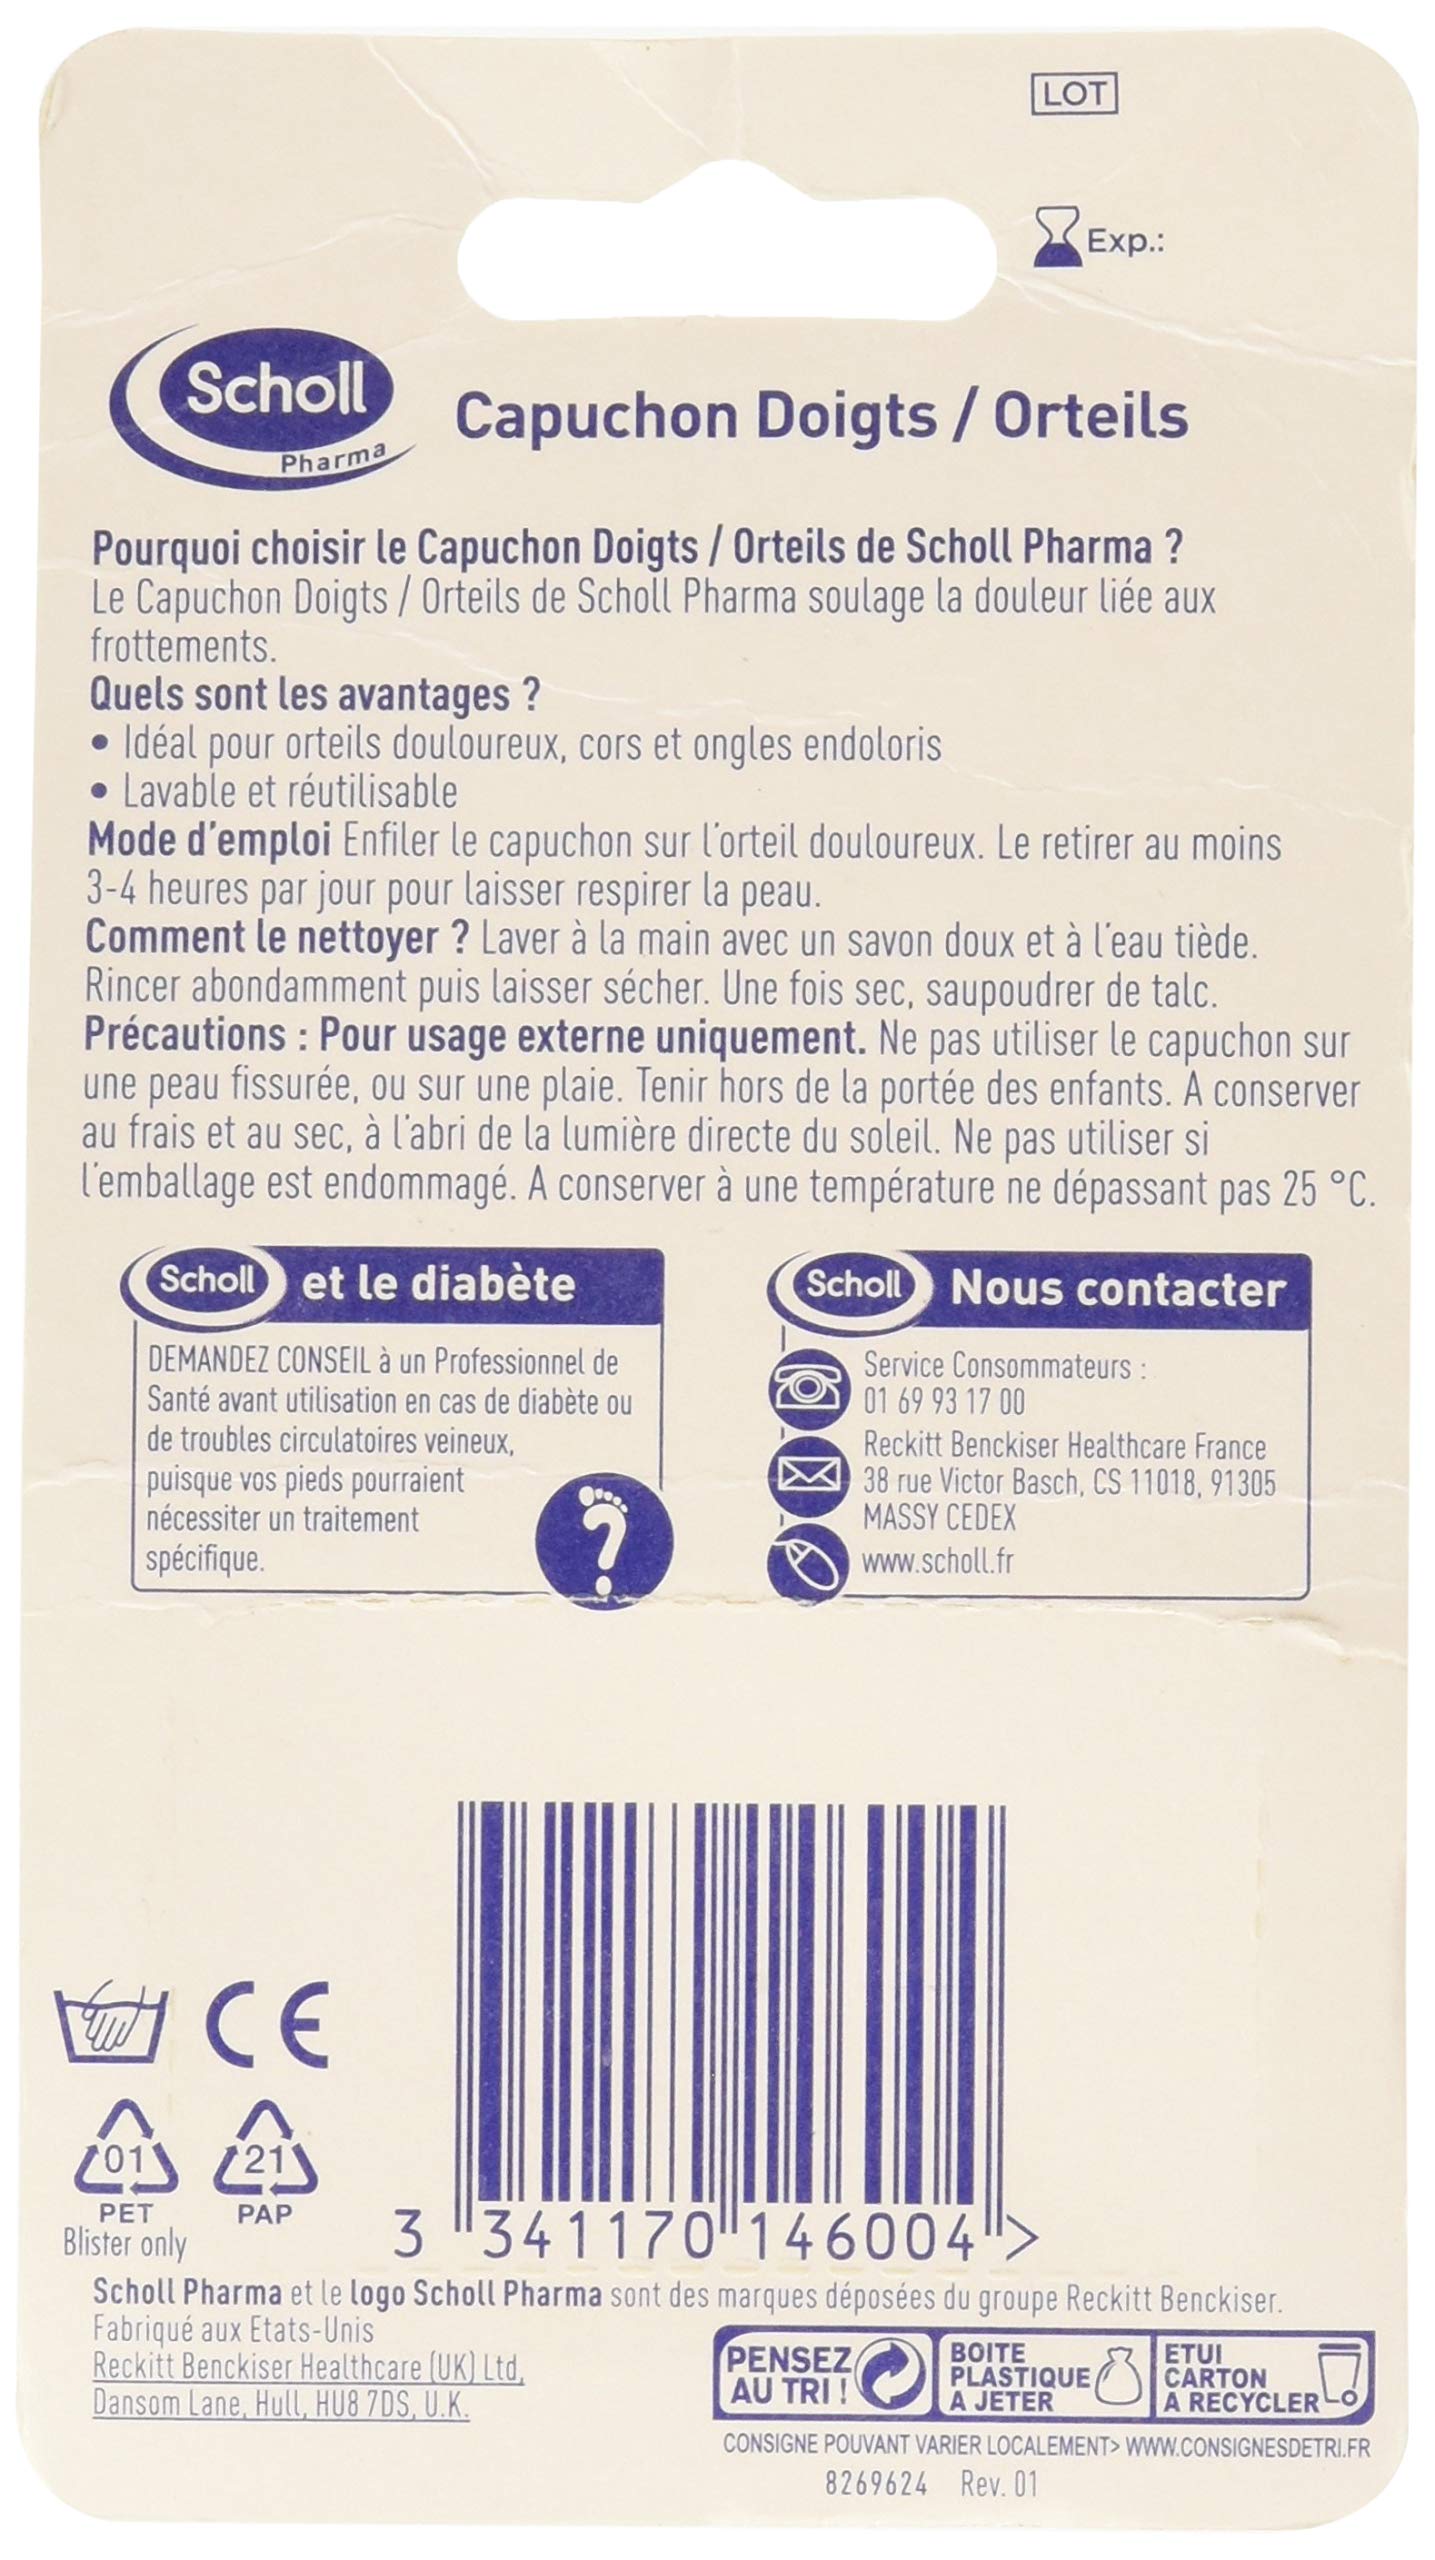 LOT
Exp.:
Scholl
Pharma
Capuchon Doigts / Orteils
Pourquoi choisir le Capuchon Doigts / Orteils de Scholl Pharma ?
Le Capuchon Doigts / Orteils de Scholl Pharma soulage la douleur liée aux
frottements.
Quels sont les avantages ?
• Idéal pour orteils douloureux, cors et ongles endoloris
• Lavable et réutilisable
Mode d'emploi Enfiler le capuchon sur l'orteil douloureux. Le retirer au moins
3-4 heures par jour pour laisser respirer la peau.
Comment le nettoyer ? Laver à la main avec un savon doux et à l'eau tiède.
Rincer abondamment puis laisser sécher. Une fois sec, saupoudrer de talc.
Précautions : Pour usage externe uniquement. Ne pas utiliser le capuchon sur
une peau fissurée, ou sur une plaie. Tenir hors de la portée des enfants. A conserver
au frais et au sec, à l'abri de la lumière directe du soleil. Ne pas utiliser si
l'emballage est endommagé. A conserver à une température ne dépassant pas 25 °C.
Scholl et le diabète
DEMANDEZ CONSEIL à un Professionnel de
Santé avant utilisation en cas de diabète ou
de troubles circulatoires veineux,
puisque vos pieds pourraient
nécessiter un traitement
spécifique.
Scholl Nous contacter
Service Consommateurs :
01 69 93 17 00
Reckitt Benckiser Healthcare France
38 rue Victor Basch, CS 11018, 91305
MASSY CEDEX
www.scholl.fr
CE
01
PET
Blister only
21
PAP
3 341170 146004 >
Scholl Pharma et le logo Scholl Pharma sont des marques déposées du groupe Reckitt Benckiser.
Fabriqué aux Etats-Unis
Reckitt Benckiser Healthcare (UK) Ltd,
Dansom Lane, Hull, HU8 7DS, U.K.
PENSEZ
AU TRI !
BOITE
PLASTIQUE
A JETER
ETUI
CARTON
A RECYCLER
CONSIGNE POUVANT VARIER LOCALEMENT> WWW.CONSIGNESDETRI.FR
8269624 Rev. 01